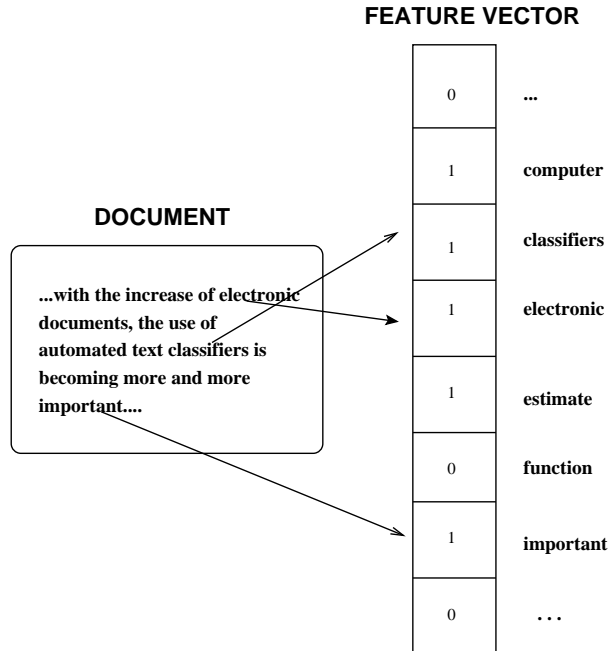 FEATURE VECTOR
0 ...
1 computer
DOCUMENT
1 classifiers
...with the increase of electronic
documents, the use of
automated text classifiers is
becoming more and more
important....
1 electronic
1 estimate
0 function
1 important
0 . . .